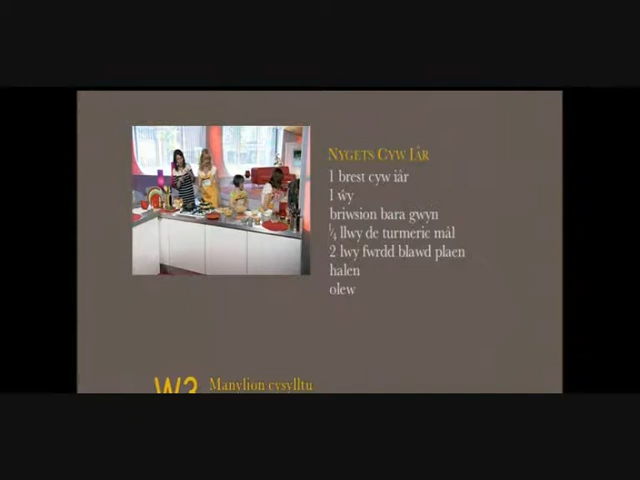 NYGETS CYW IÂR
1 brest cyw iâr
1 ŵy
briwsion bara gwyn
¼ llwy de turmeric mâl
2 lwy fwrdd blawd plaen
halen
olew
W3
Manylion cysylltu